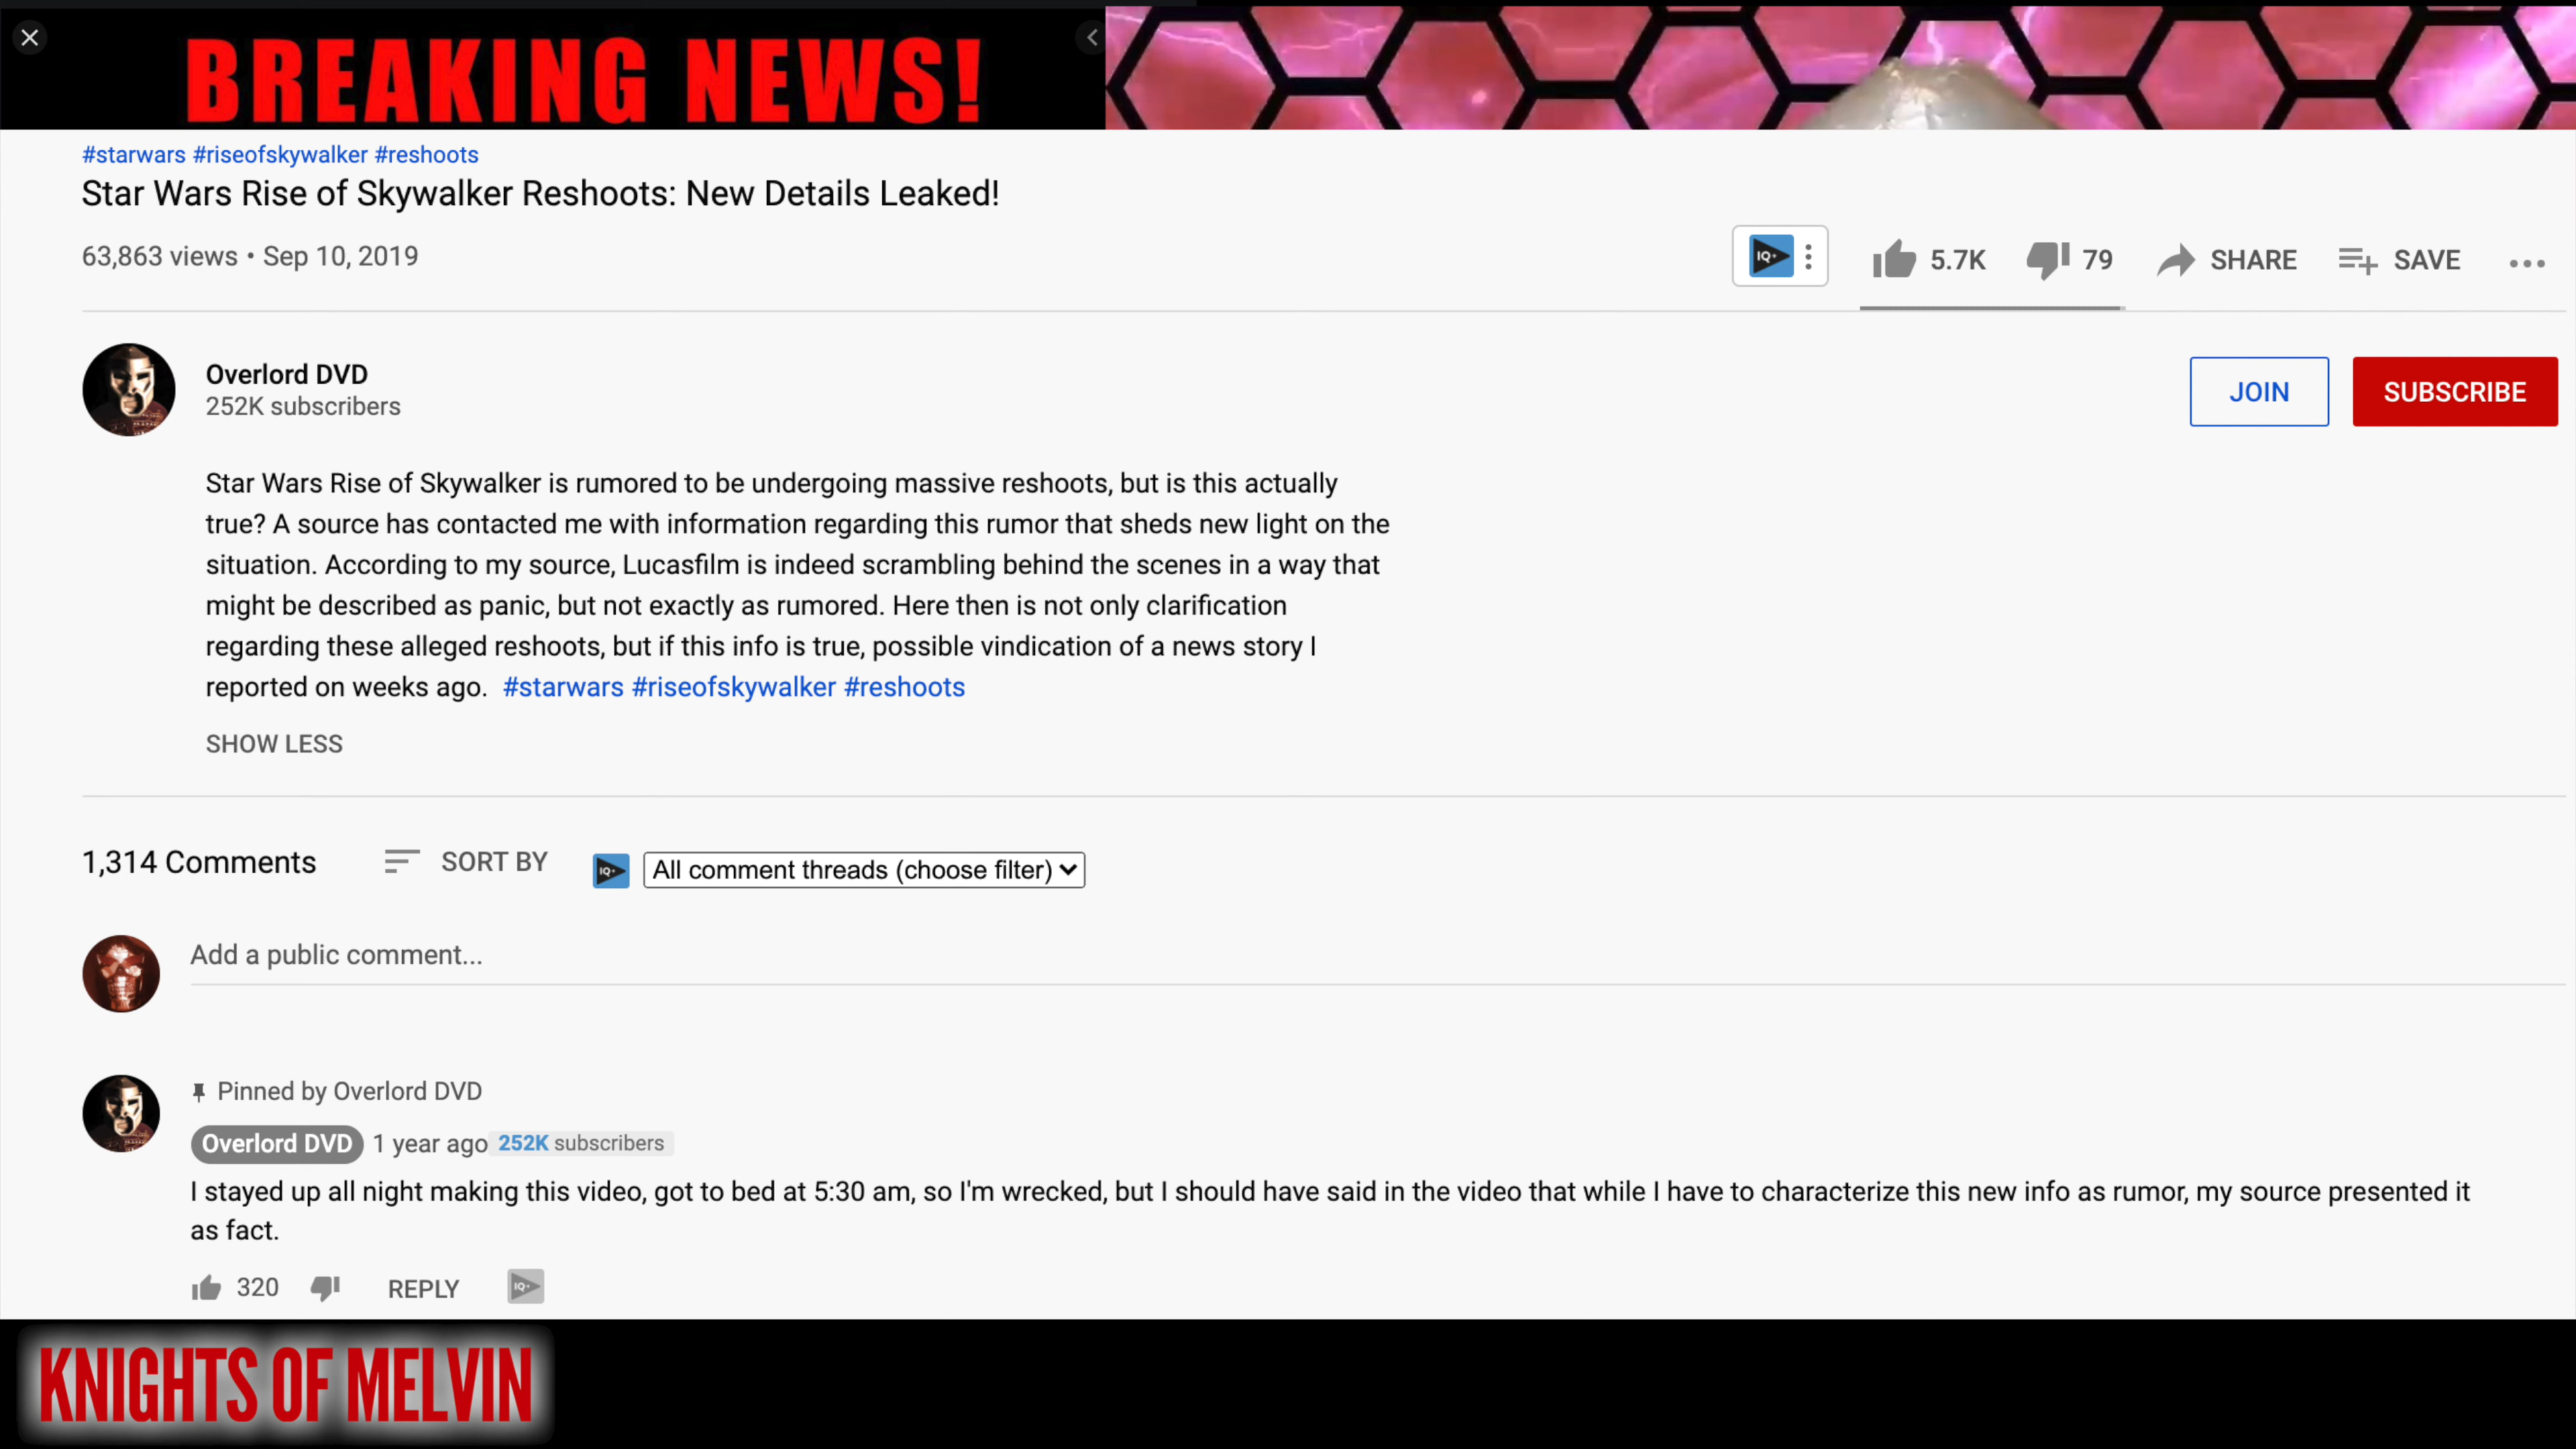 BREAKING NEWS!
#starwars #riseofskywalker #reshoots
Star Wars Rise of Skywalker Reshoots: New Details Leaked!
63,863 views • Sep 10, 2019
IQ+
5.7K
79
SHARE
SAVE
Overlord DVD
252K subscribers
JOIN
SUBSCRIBE
Star Wars Rise of Skywalker is rumored to be undergoing massive reshoots, but is this actually
true? A source has contacted me with information regarding this rumor that sheds new light on the
situation. According to my source, Lucasfilm is indeed scrambling behind the scenes in a way that
might be described as panic, but not exactly as rumored. Here then is not only clarification
regarding these alleged reshoots, but if this info is true, possible vindication of a news story I
reported on weeks ago. #starwars #riseofskywalker #reshoots
SHOW LESS
1,314 Comments
SORT BY
IQ+
All comment threads (choose filter)
Add a public comment...
Pinned by Overlord DVD
Overlord DVD 1 year ago 252K subscribers
I stayed up all night making this video, got to bed at 5:30 am, so I'm wrecked, but I should have said in the video that while I have to characterize this new info as rumor, my source presented it
as fact.
320
REPLY
IQ+
KNIGHTS OF MELVIN